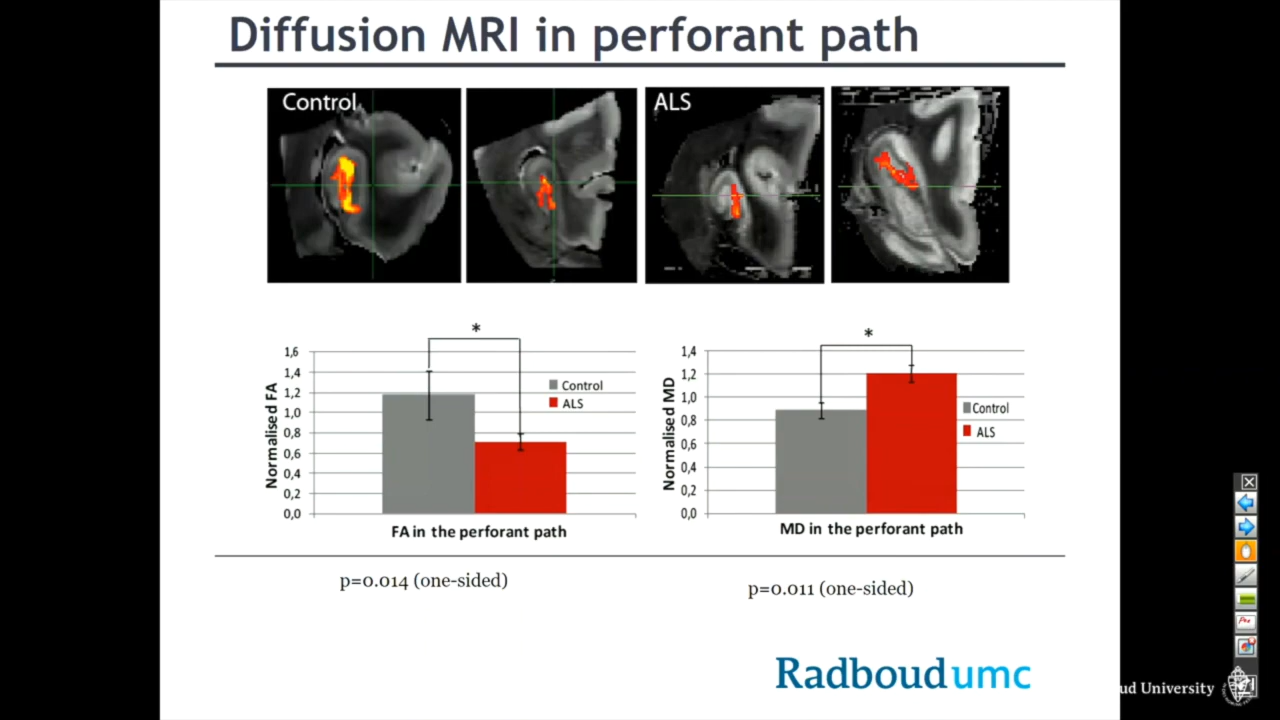 Diffusion MRI in perforant path
Control
ALS
*
1,6
1,4
1,2
1,0
0,8
0,6
0,4
0,2
0,0
Normalised FA
Control
ALS
FA in the perforant path
*
1,4
1,2
1,0
0,8
0,6
0,4
0,2
0,0
Normalised MD
Control
ALS
MD in the perforant path
p=0.014 (one-sided)
p=0.011 (one-sided)
Radboudumc
ud University